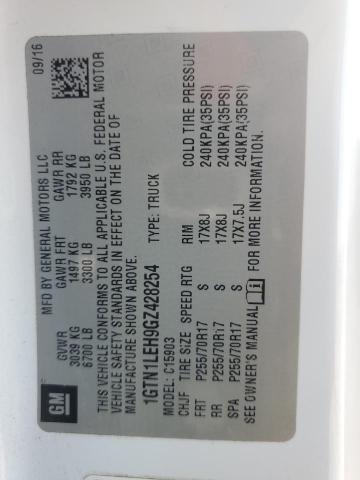 GM
MFD BY GENERAL MOTORS LLC 09/16
GVWR GAWR FRT GAWR RR
3039 KG 1497 KG 1792 KG
6700 LB 3300 LB 3950 LB
THIS VEHICLE CONFORMS TO ALL APPLICABLE U.S. FEDERAL MOTOR
VEHICLE SAFETY STANDARDS IN EFFECT ON THE DATE OF
MANUFACTURE SHOWN ABOVE.
1GTN1LEH9GZ428254 TYPE: TRUCK
MODEL: C15903
CHJF TIRE SIZE SPEED RTG RIM COLD TIRE PRESSURE
FRT P255/70R17 S 17X8J 240KPA(35PSI)
RR P255/70R17 S 17X8J 240KPA(35PSI)
SPA P255/70R17 S 17X7.5J 240KPA(35PSI)
SEE OWNER'S MANUAL FOR MORE INFORMATION.